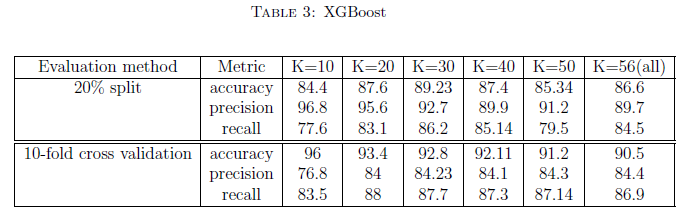 TABLE 3: XGBoost
Evaluation method Metric K=10 K=20 K=30 K=40 K=50 K=56(all)
20% split accuracy 84.4 87.6 89.23 87.4 85.34 86.6
precision 96.8 95.6 92.7 89.9 91.2 89.7
recall 77.6 83.1 86.2 85.14 79.5 84.5
10-fold cross validation accuracy 96 93.4 92.8 92.11 91.2 90.5
precision 76.8 84 84.23 84.1 84.3 84.4
recall 83.5 88 87.7 87.3 87.14 86.9